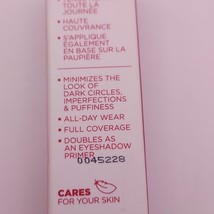 TOUTE LA
JOURNÉE
• HAUTE
COUVRANCE
• S'APPLIQUE
ÉGALEMENT
EN BASE SUR LA
PAUPIÈRE
• MINIMIZES THE
LOOK OF
DARK CIRCLES,
IMPERFECTIONS
& PUFFINESS
• ALL-DAY WEAR
• FULL COVERAGE
• DOUBLES AS
AN EYESHADOW
PRIMER
0045228
CARES
FOR YOUR SKIN